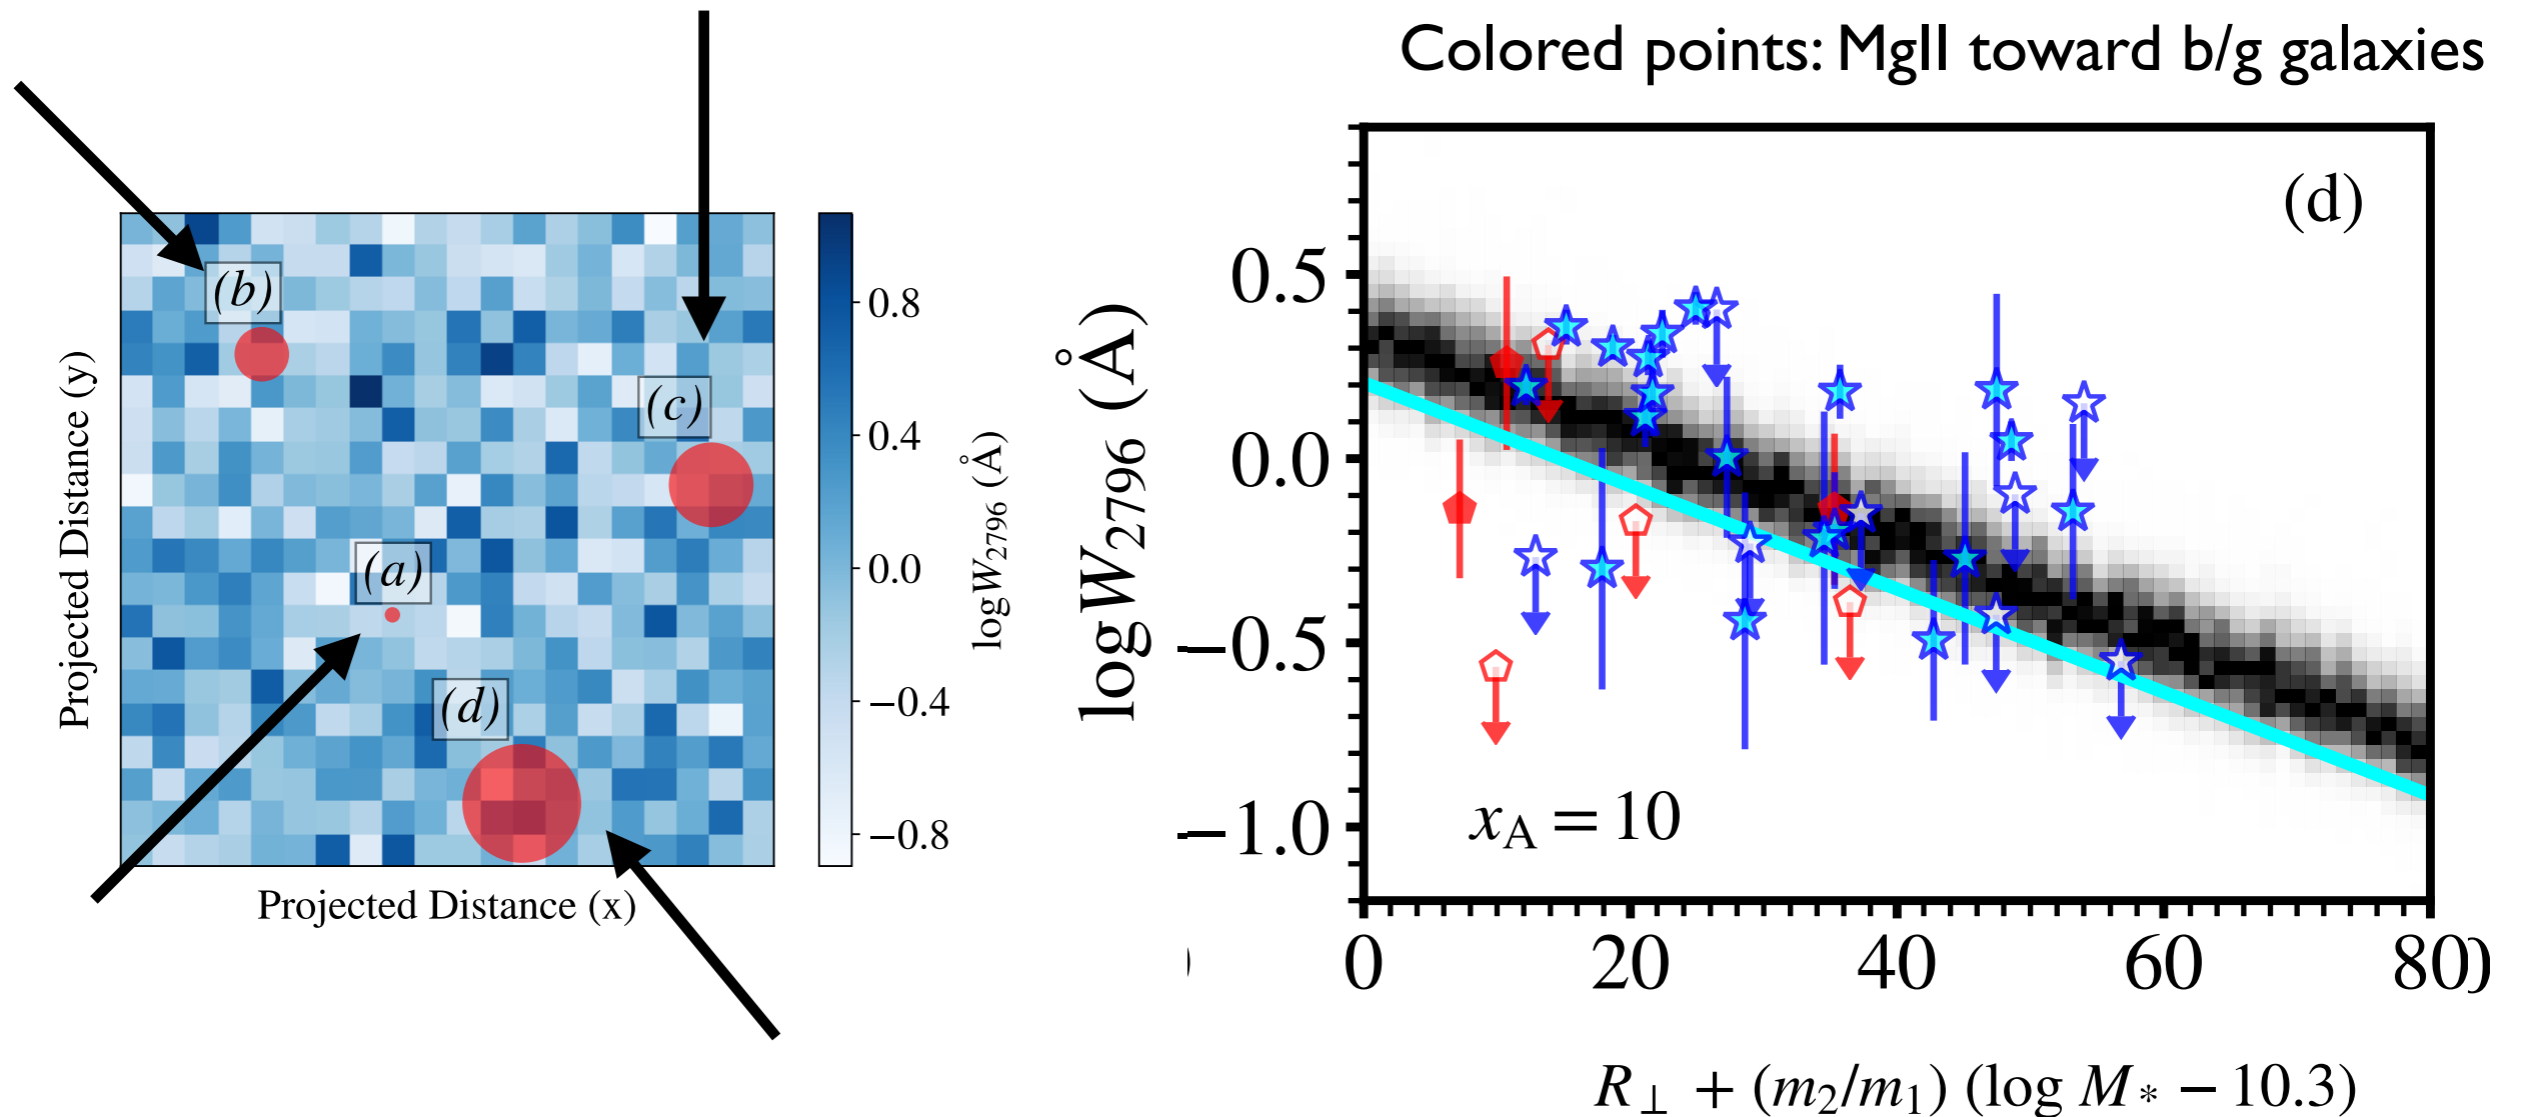 Colored points: MgII toward b/g galaxies
(b)
(c)
(a)
(d)
Projected Distance (y)
Projected Distance (x)
0.8
0.4
0.0
−0.4
−0.8
log W2796 (Å)
(d)
0.5
0.0
−0.5
−1.0
log W2796 (Å)
xA = 10
0 20 40 60 80
R⊥ + (m2/m1) (log M* − 10.3)